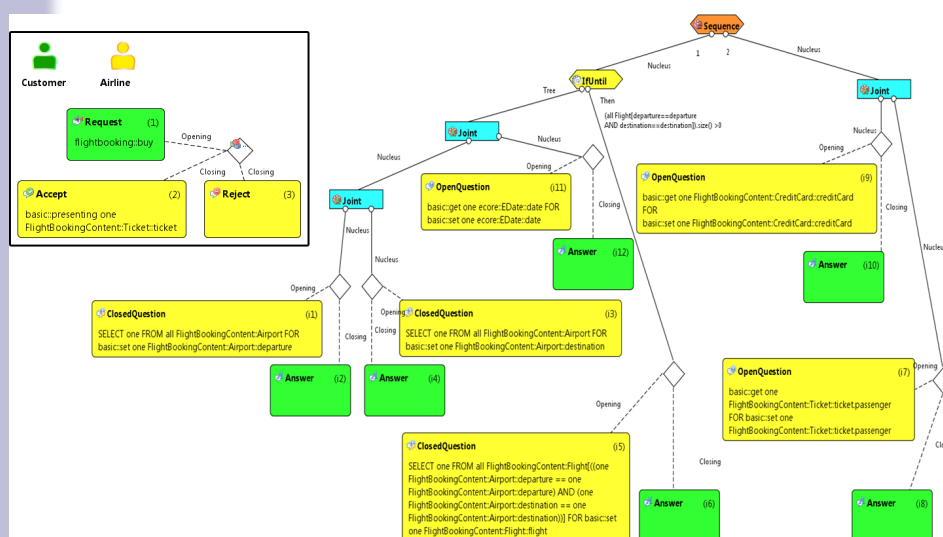 Customer
Airline
Request (1)
flightbooking::buy
Opening
Closing
Closing
Accept (2)
basic::presenting one
FlightBookingContent::Ticket::ticket
Reject (3)
Sequence
1
2
Nucleus
Nucleus
IfUntil
Tree
Then
(all Flight[departure==departure
AND destination==destination]).size() >0
Joint
Nucleus
Nucleus
Opening
Closing
OpenQuestion (i11)
basic::get one ecore::EDate::date FOR
basic::set one ecore::EDate::date
Answer (i12)
Joint
Nucleus
Nucleus
Opening
Closing
Opening
Closing
ClosedQuestion (i1)
SELECT one FROM all FlightBookingContent::Airport FOR
basic::set one FlightBookingContent::Airport::departure
Answer (i2)
ClosedQuestion (i3)
SELECT one FROM all FlightBookingContent::Airport FOR
basic::set one FlightBookingContent::Airport::destination
Answer (i4)
Opening
Closing
ClosedQuestion (i5)
SELECT one FROM all FlightBookingContent::Flight[((one
FlightBookingContent::Airport::departure == one
FlightBookingContent::Airport::departure) AND (one
FlightBookingContent::Airport::destination == one
FlightBookingContent::Airport::destination))] FOR basic::set
one FlightBookingContent::Flight::flight
Answer (i6)
Joint
Nucleus
Opening
Closing
OpenQuestion (i9)
basic::get one FlightBookingContent::CreditCard::creditCard
FOR
basic::set one FlightBookingContent::CreditCard::creditCard
Answer (i10)
Nucleu
Opening
OpenQuestion (i7)
basic::get one
FlightBookingContent::Ticket::ticket.passenger
FOR basic::set one
FlightBookingContent::Ticket::ticket.passenger
Answer (i8)